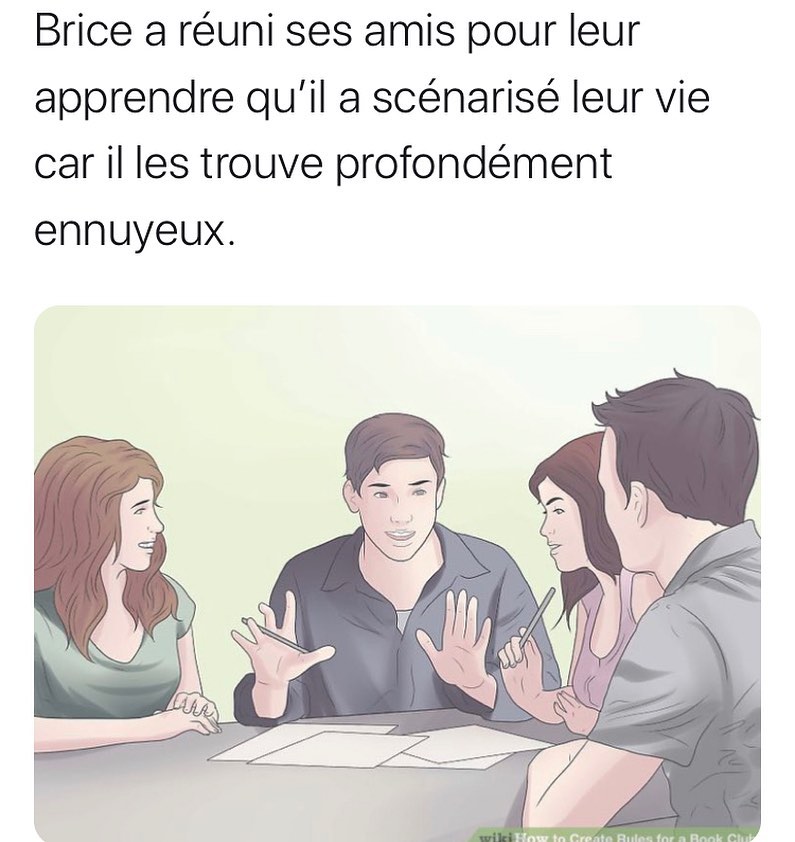 Brice a réuni ses amis pour leur
apprendre qu’il a scénarisé leur vie
car il les trouve profondément
ennuyeux.
wikiHow to Create Rules for a Book Club